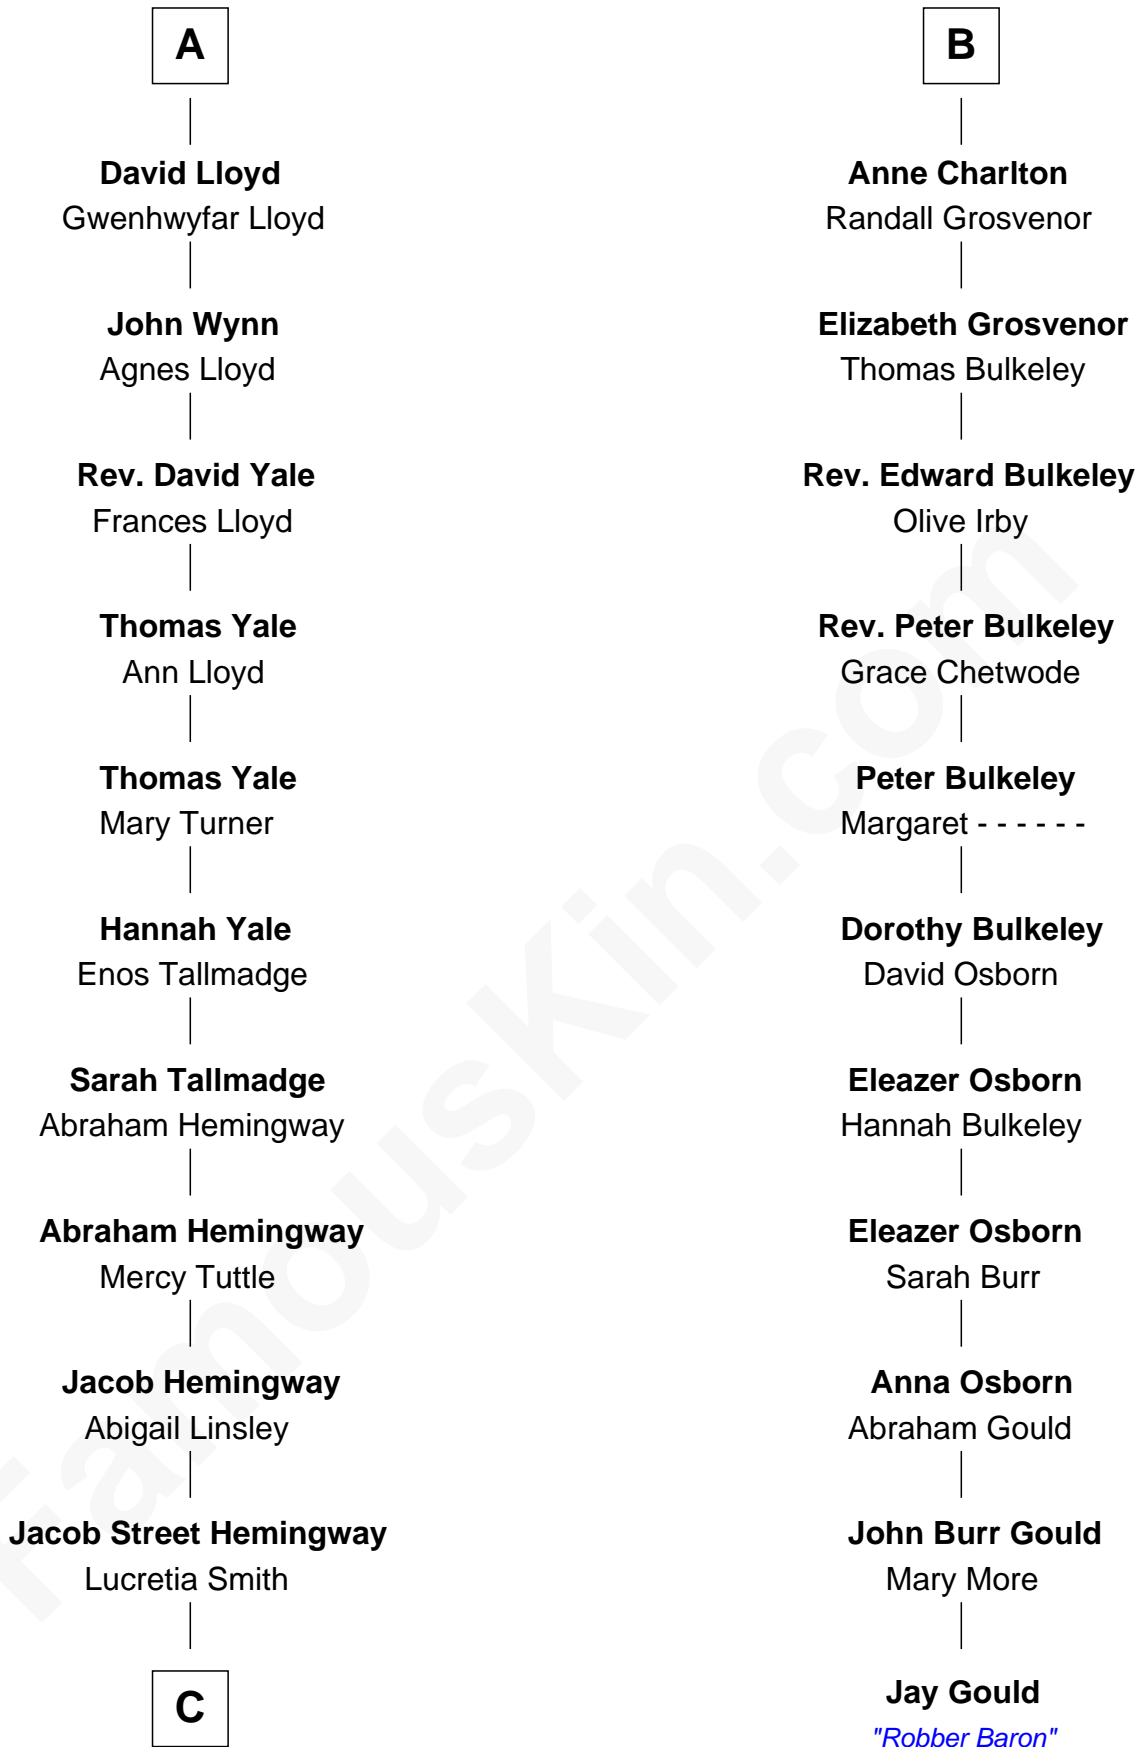 A
David Lloyd
Gwenhwyfar Lloyd
John Wynn
Agnes Lloyd
Rev. David Yale
Frances Lloyd
Thomas Yale
Ann Lloyd
Thomas Yale
Mary Turner
Hannah Yale
Enos Tallmadge
Sarah Tallmadge
Abraham Hemingway
Abraham Hemingway
Mercy Tuttle
Jacob Hemingway
Abigail Linsley
Jacob Street Hemingway
Lucretia Smith
C
B
Anne Charlton
Randall Grosvenor
Elizabeth Grosvenor
Thomas Bulkeley
Rev. Edward Bulkeley
Olive Irby
Rev. Peter Bulkeley
Grace Chetwode
Peter Bulkeley
Margaret - - - - - -
Dorothy Bulkeley
David Osborn
Eleazer Osborn
Hannah Bulkeley
Eleazer Osborn
Sarah Burr
Anna Osborn
Abraham Gould
John Burr Gould
Mary More
Jay Gould
"Robber Baron"
FamousKin.com